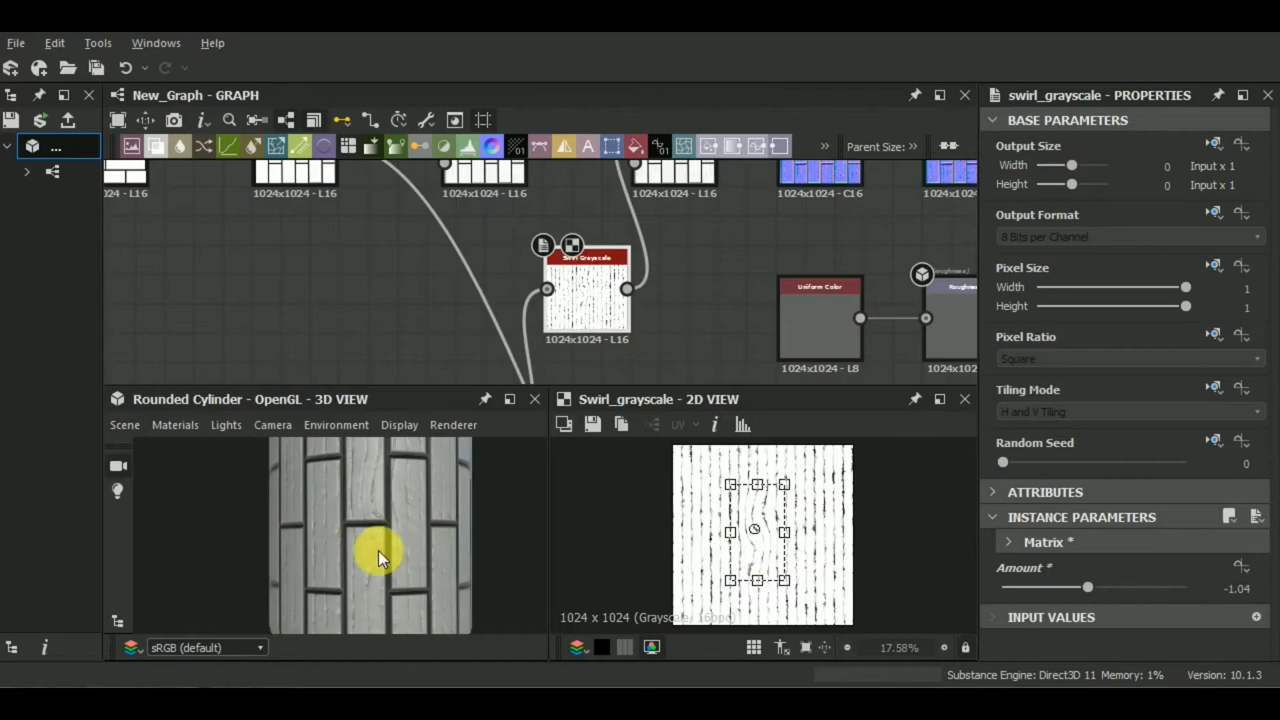 File Edit Tools Windows Help
New_Graph - GRAPH
swirl_grayscale - PROPERTIES
...
Parent Size:
BASE PARAMETERS
Output Size
Width 0 Input x 1
Height 0 Input x 1
024 - L16
1024x1024 - L16
1024x1024 - L16
1024x1024 - L16
1024x1024 - C16
1024x102
Output Format
8 Bits per Channel
Swirl Grayscale
1024x1024 - L16
Uniform Color
1024x1024 - L8
Roughness
1024x102
Pixel Size
Width 1
Height 1
Pixel Ratio
Square
Tiling Mode
H and V Tiling
Random Seed
0
ATTRIBUTES
INSTANCE PARAMETERS
Matrix *
Amount *
-1.04
INPUT VALUES
Rounded Cylinder - OpenGL - 3D VIEW
Scene Materials Lights Camera Environment Display Renderer
sRGB (default)
Swirl_grayscale - 2D VIEW
UV
1024 x 1024 (Grayscale, 16bpc)
17.58%
Substance Engine: Direct3D 11 Memory: 1% Version: 10.1.3